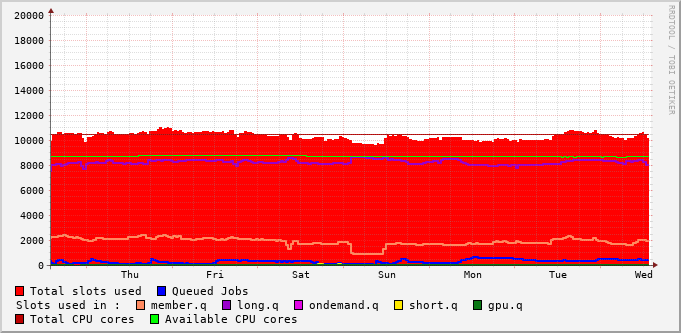 20000
18000
16000
14000
12000
10000
8000
6000
4000
2000
0
Thu Fri Sat Sun Mon Tue Wed
Total slots used Queued Jobs
Slots used in : member.q long.q ondemand.q short.q gpu.q
Total CPU cores Available CPU cores
RRDTOOL / TOBI OETIKER